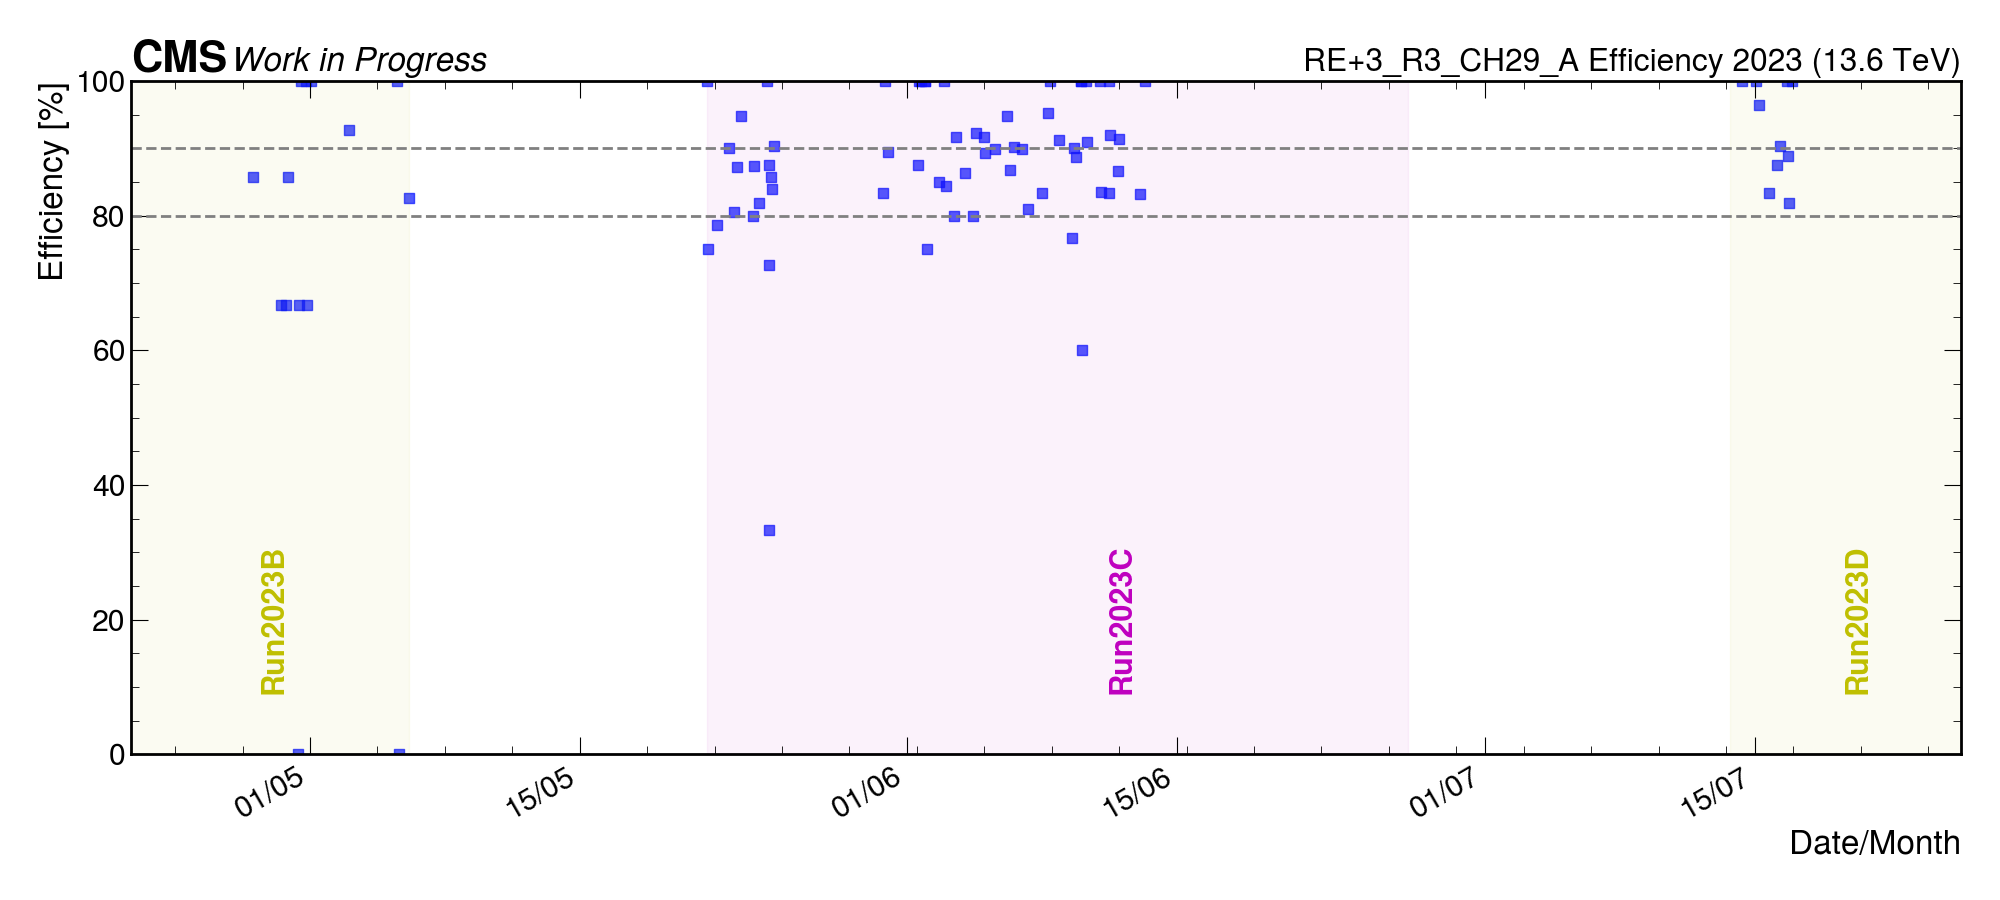 CMS Work in Progress
RE+3_R3_CH29_A Efficiency 2023 (13.6 TeV)
Efficiency [%]
100
80
60
40
20
0
Run2023B
Run2023C
Run2023D
01/05
15/05
01/06
15/06
01/07
15/07
Date/Month